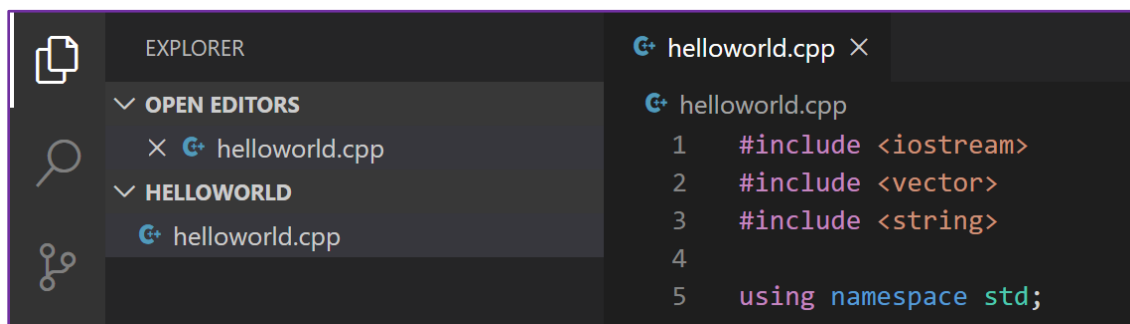 EXPLORER
OPEN EDITORS
helloworld.cpp
HELLOWORLD
helloworld.cpp
helloworld.cpp
helloworld.cpp
1 #include <iostream>
2 #include <vector>
3 #include <string>
4
5 using namespace std;